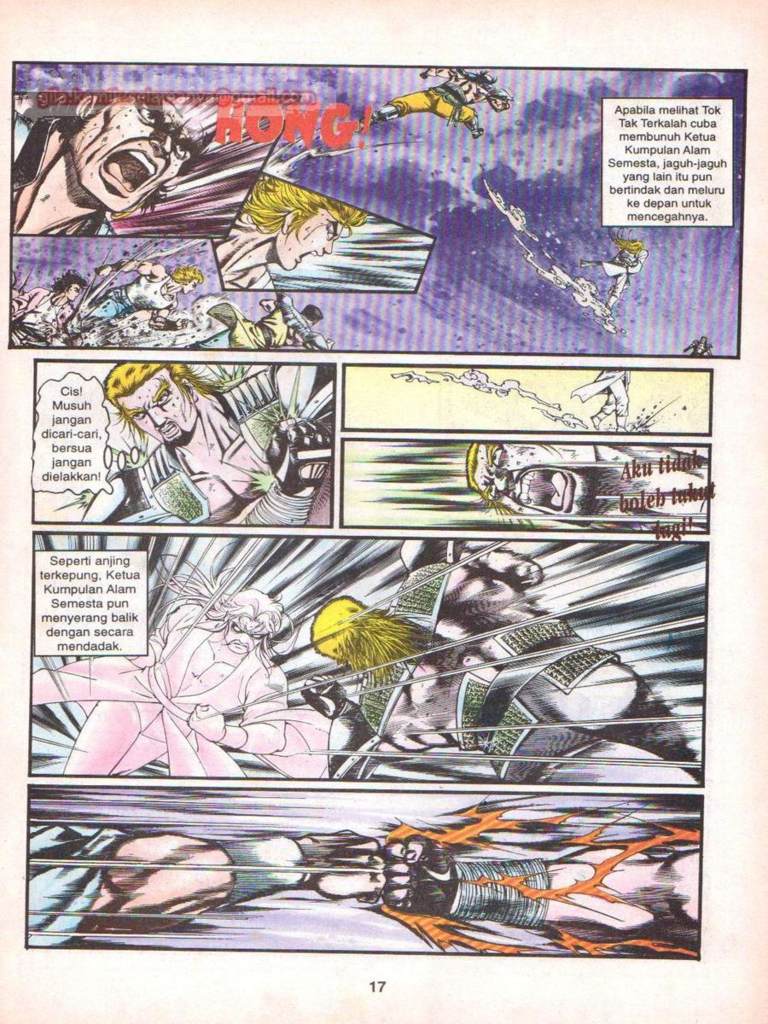 HONG!
Apabila melihat Tok
Tak Terkalah cuba
membunuh Ketua
Kumpulan Alam
Semesta, jaguh-jaguh
yang lain itu pun
bertindak dan meluru
ke depan untuk
mencegahnya.
Cis!
Musuh
jangan
dicari-cari,
bersua
jangan
dielakkan!
Aku tidak
boleh takut
lagi!
Seperti anjing
terkepung, Ketua
Kumpulan Alam
Semesta pun
menyerang balik
dengan secara
mendadak.
17